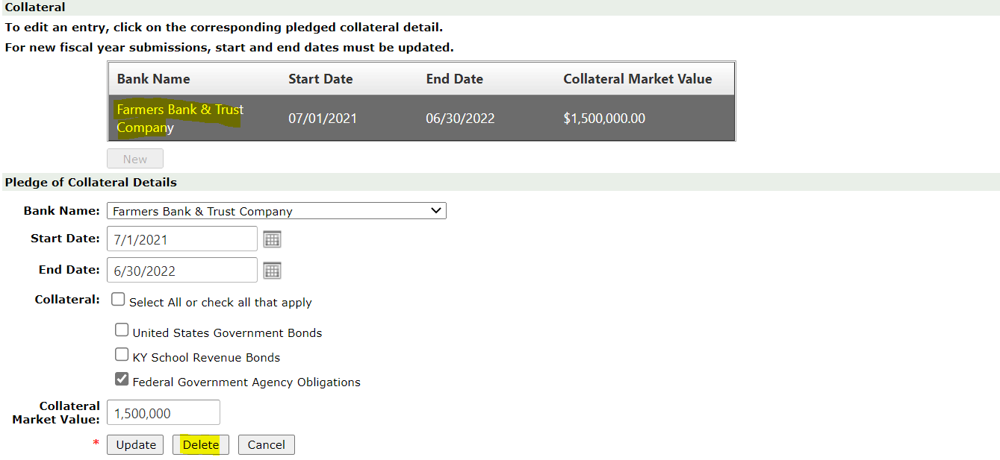 Collateral
To edit an entry, click on the corresponding pledged collateral detail.
For new fiscal year submissions, start and end dates must be updated.
Bank Name Start Date End Date Collateral Market Value
Farmers Bank & Trust
Company 07/01/2021 06/30/2022 $1,500,000.00
New
Pledge of Collateral Details
Bank Name: Farmers Bank & Trust Company
Start Date: 7/1/2021
End Date: 6/30/2022
Collateral: Select All or check all that apply
United States Government Bonds
KY School Revenue Bonds
Federal Government Agency Obligations
Collateral
Market Value: 1,500,000
* Update Delete Cancel